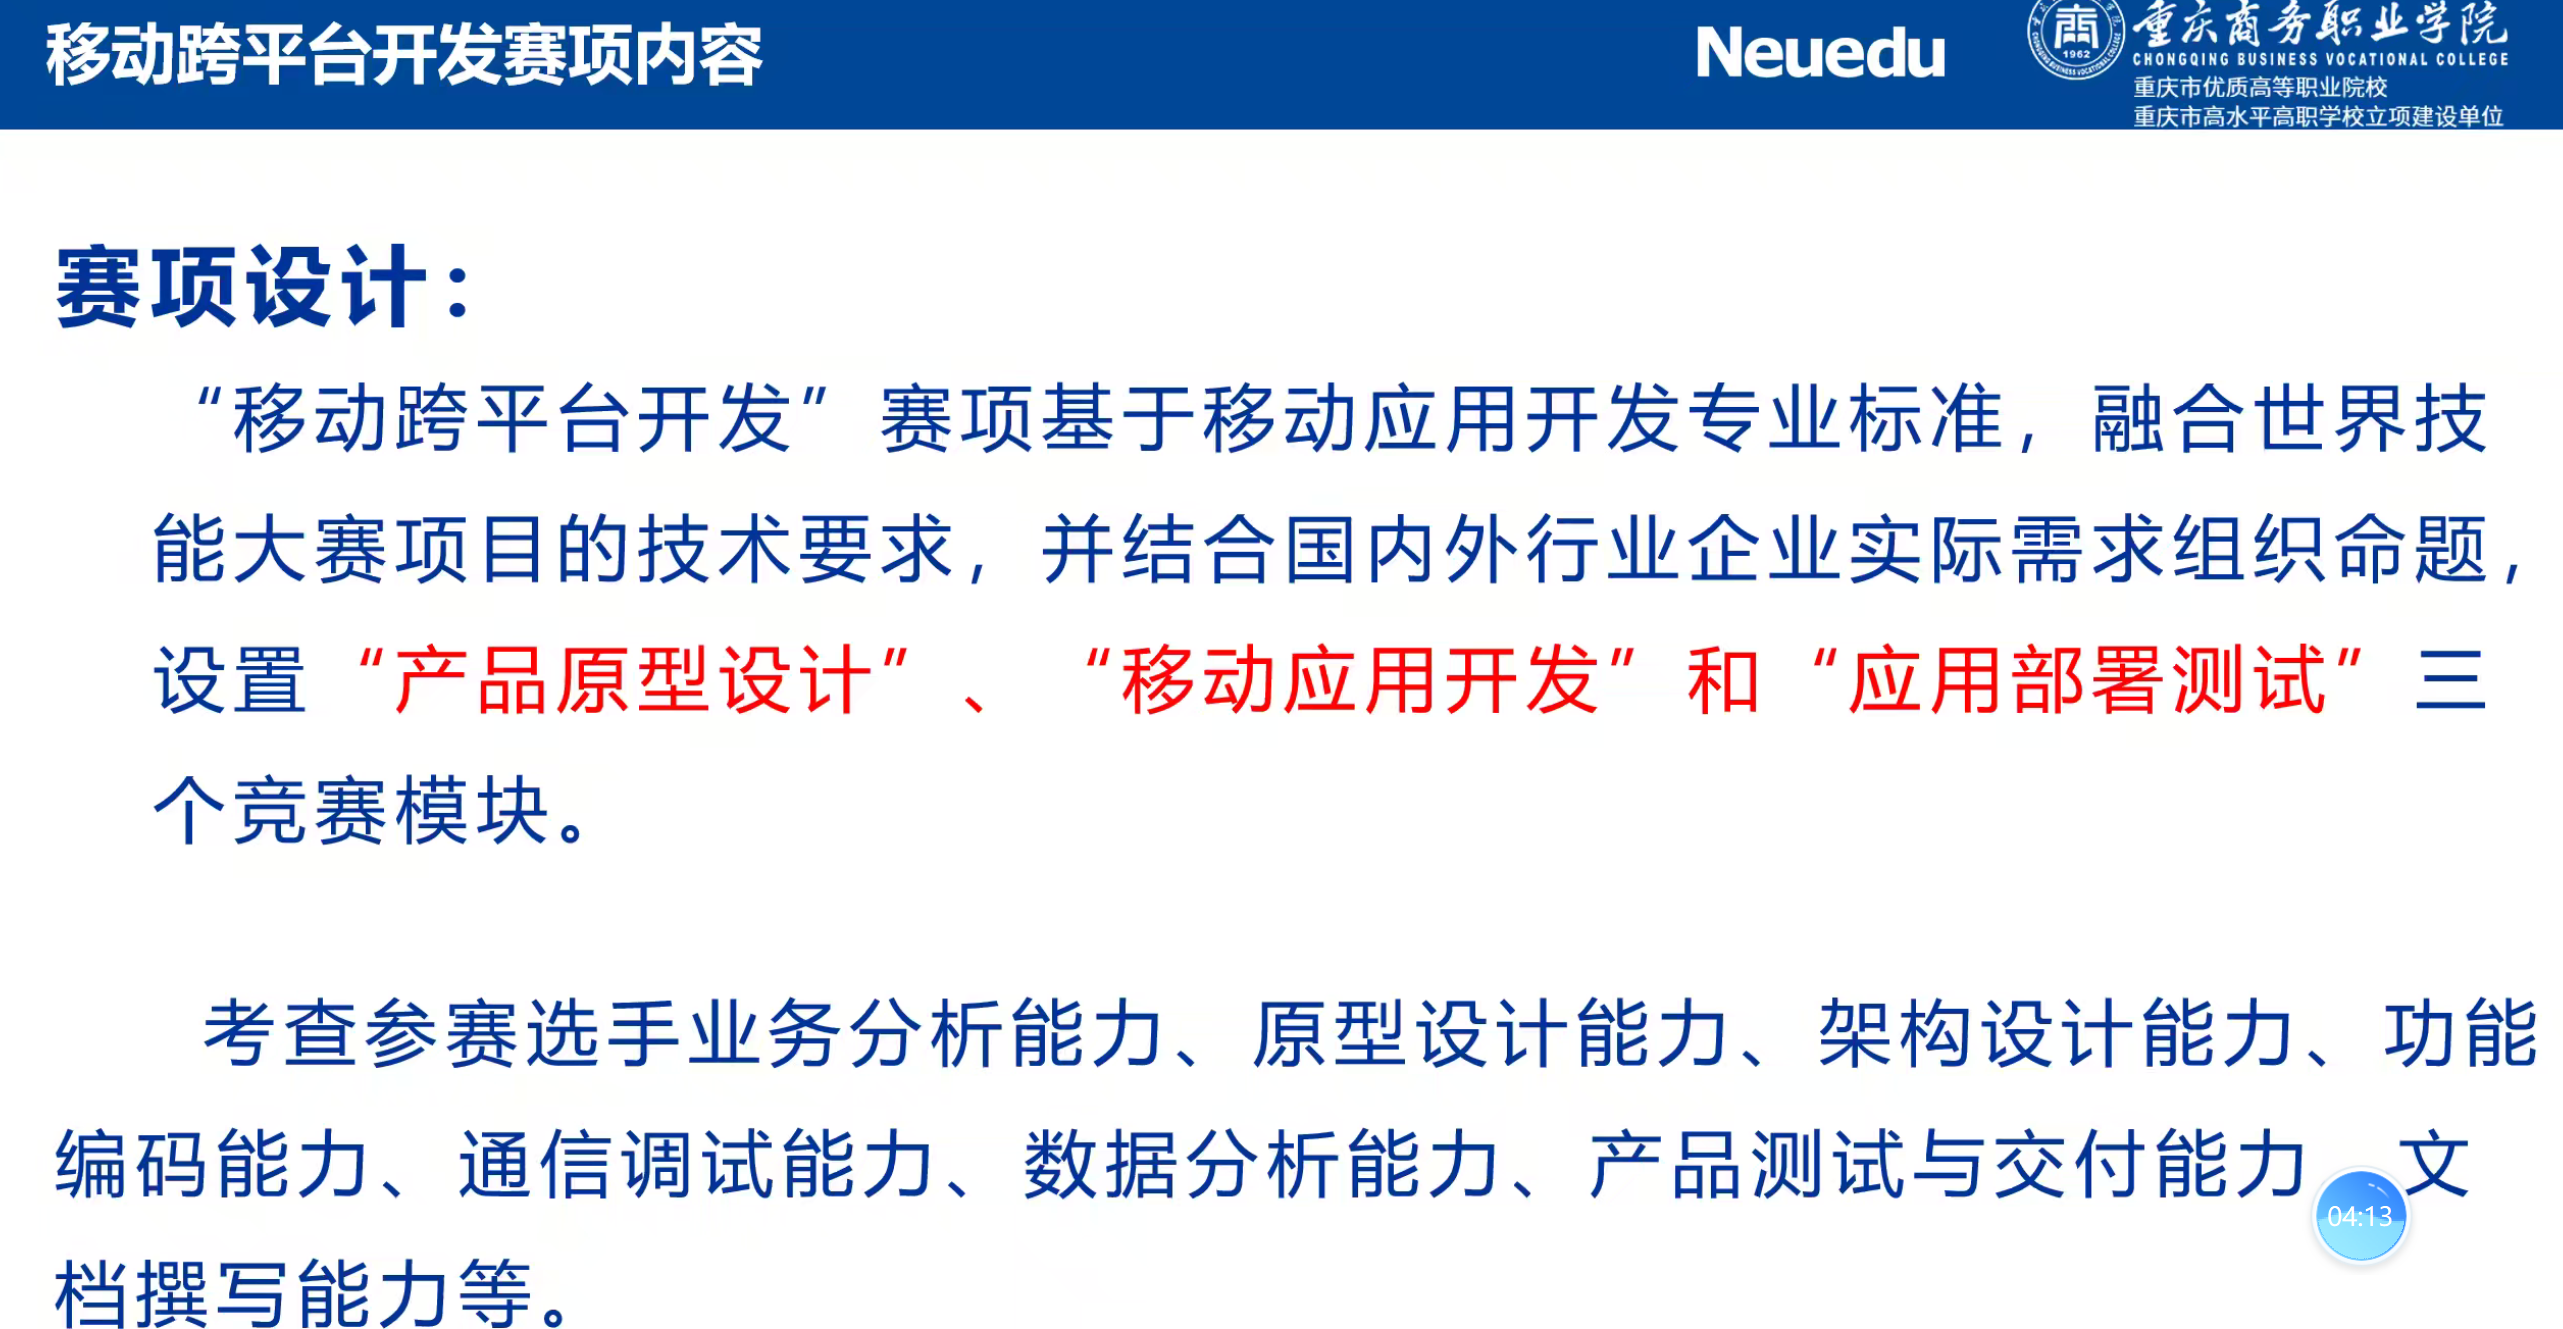 移动跨平台开发赛项内容
Neuedu
1962
重庆商务职业学院
CHONGQING BUSINESS VOCATIONAL COLLEGE
重庆市优质高等职业院校
重庆市高水平高职学校立项建设单位
赛项设计：
“移动跨平台开发”赛项基于移动应用开发专业标准，融合世界技
能大赛项目的技术要求，并结合国内外行业企业实际需求组织命题，
设置“产品原型设计”、“移动应用开发”和“应用部署测试”三
个竞赛模块。
考查参赛选手业务分析能力、原型设计能力、架构设计能力、功能
编码能力、通信调试能力、数据分析能力、产品测试与交付能力 文
档撰写能力等。
04:13